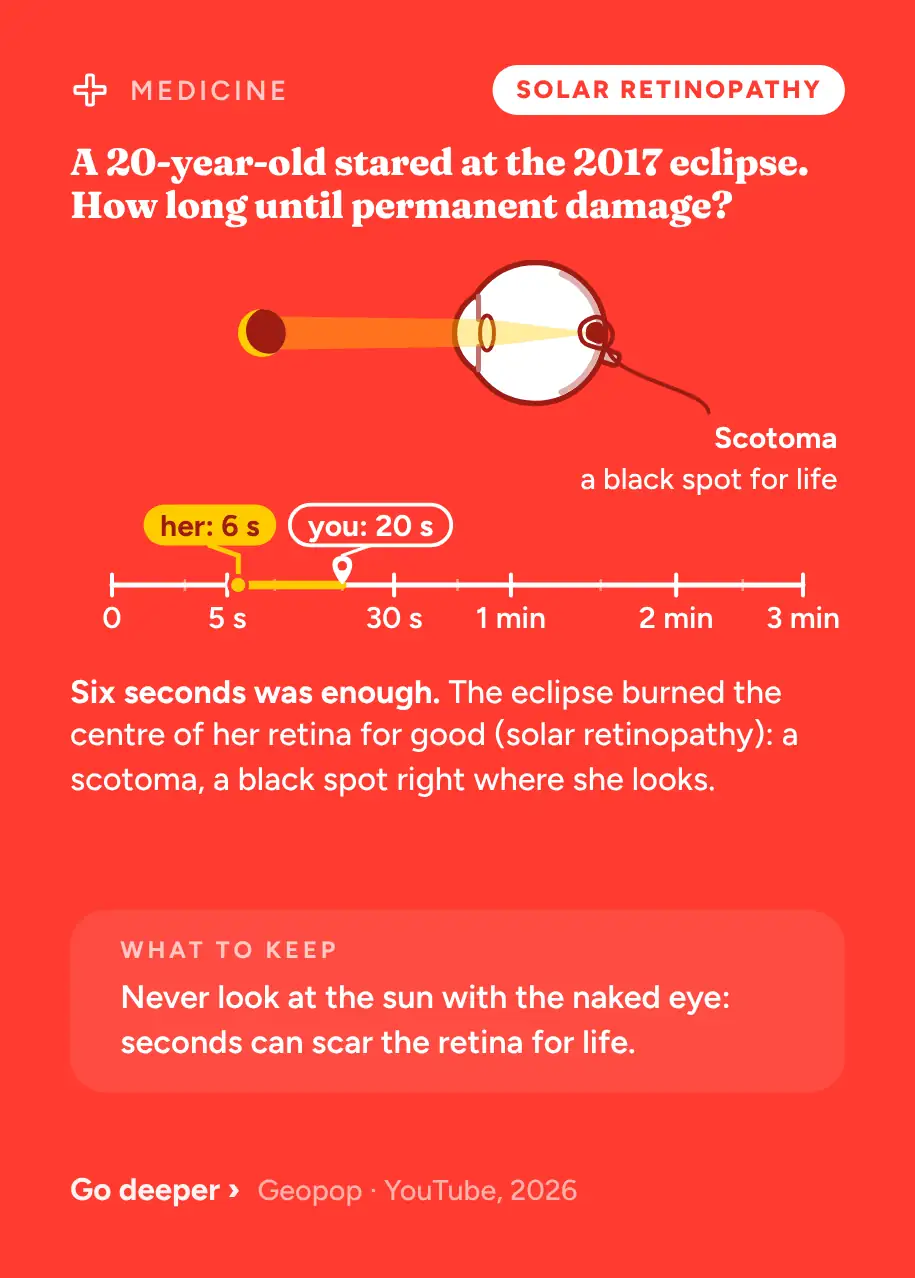 MEDICINE
SOLAR RETINOPATHY
A 20-year-old stared at the 2017 eclipse.
How long until permanent damage?
Scotoma
a black spot for life
her: 6 s
you: 20 s
0
5 s
30 s
1 min
2 min
3 min
Six seconds was enough. The eclipse burned the
centre of her retina for good (solar retinopathy): a
scotoma, a black spot right where she looks.
WHAT TO KEEP
Never look at the sun with the naked eye:
seconds can scar the retina for life.
Go deeper › Geopop · YouTube, 2026